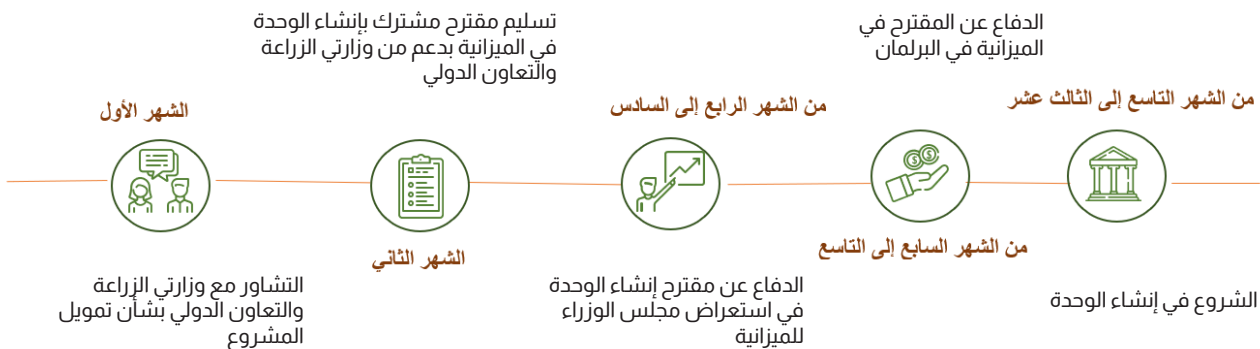 الشهر الأول
التشاور مع وزارتي الزراعة
والتعاون الدولي بشأن تمويل
المشروع
تسليم مقترح مشترك بإنشاء الوحدة
في الميزانية بدعم من وزارتي الزراعة
والتعاون الدولي
الشهر الثاني
من الشهر الرابع إلى السادس
الدفاع عن مقترح إنشاء الوحدة
في استعراض مجلس الوزراء
للميزانية
الدفاع عن المقترح في
الميزانية في البرلمان
من الشهر السابع إلى التاسع
من الشهر التاسع إلى الثالث عشر
الشروع في إنشاء الوحدة